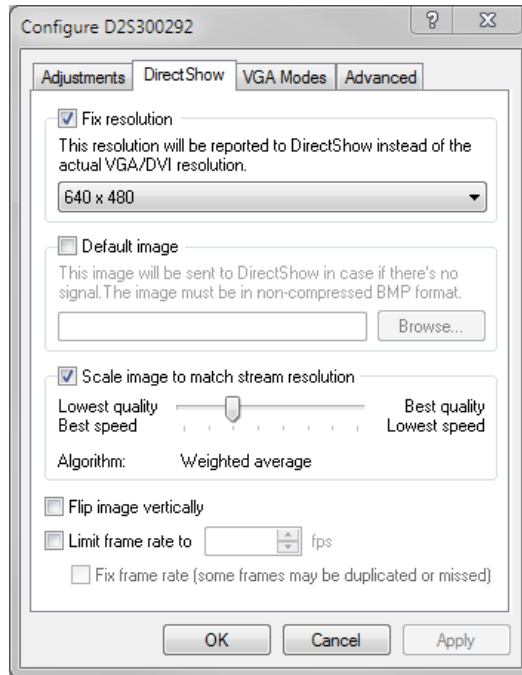 Configure D2S300292
Adjustments DirectShow VGA Modes Advanced
Fix resolution
This resolution will be reported to DirectShow instead of the
actual VGA/DVI resolution.
640 x 480
Default image
This image will be sent to DirectShow in case if there's no
signal.The image must be in non-compressed BMP format.
Browse...
Scale image to match stream resolution
Lowest quality Best quality
Best speed Lowest speed
Algorithm: Weighted average
Flip image vertically
Limit frame rate to fps
Fix frame rate (some frames may be duplicated or missed)
OK Cancel Apply